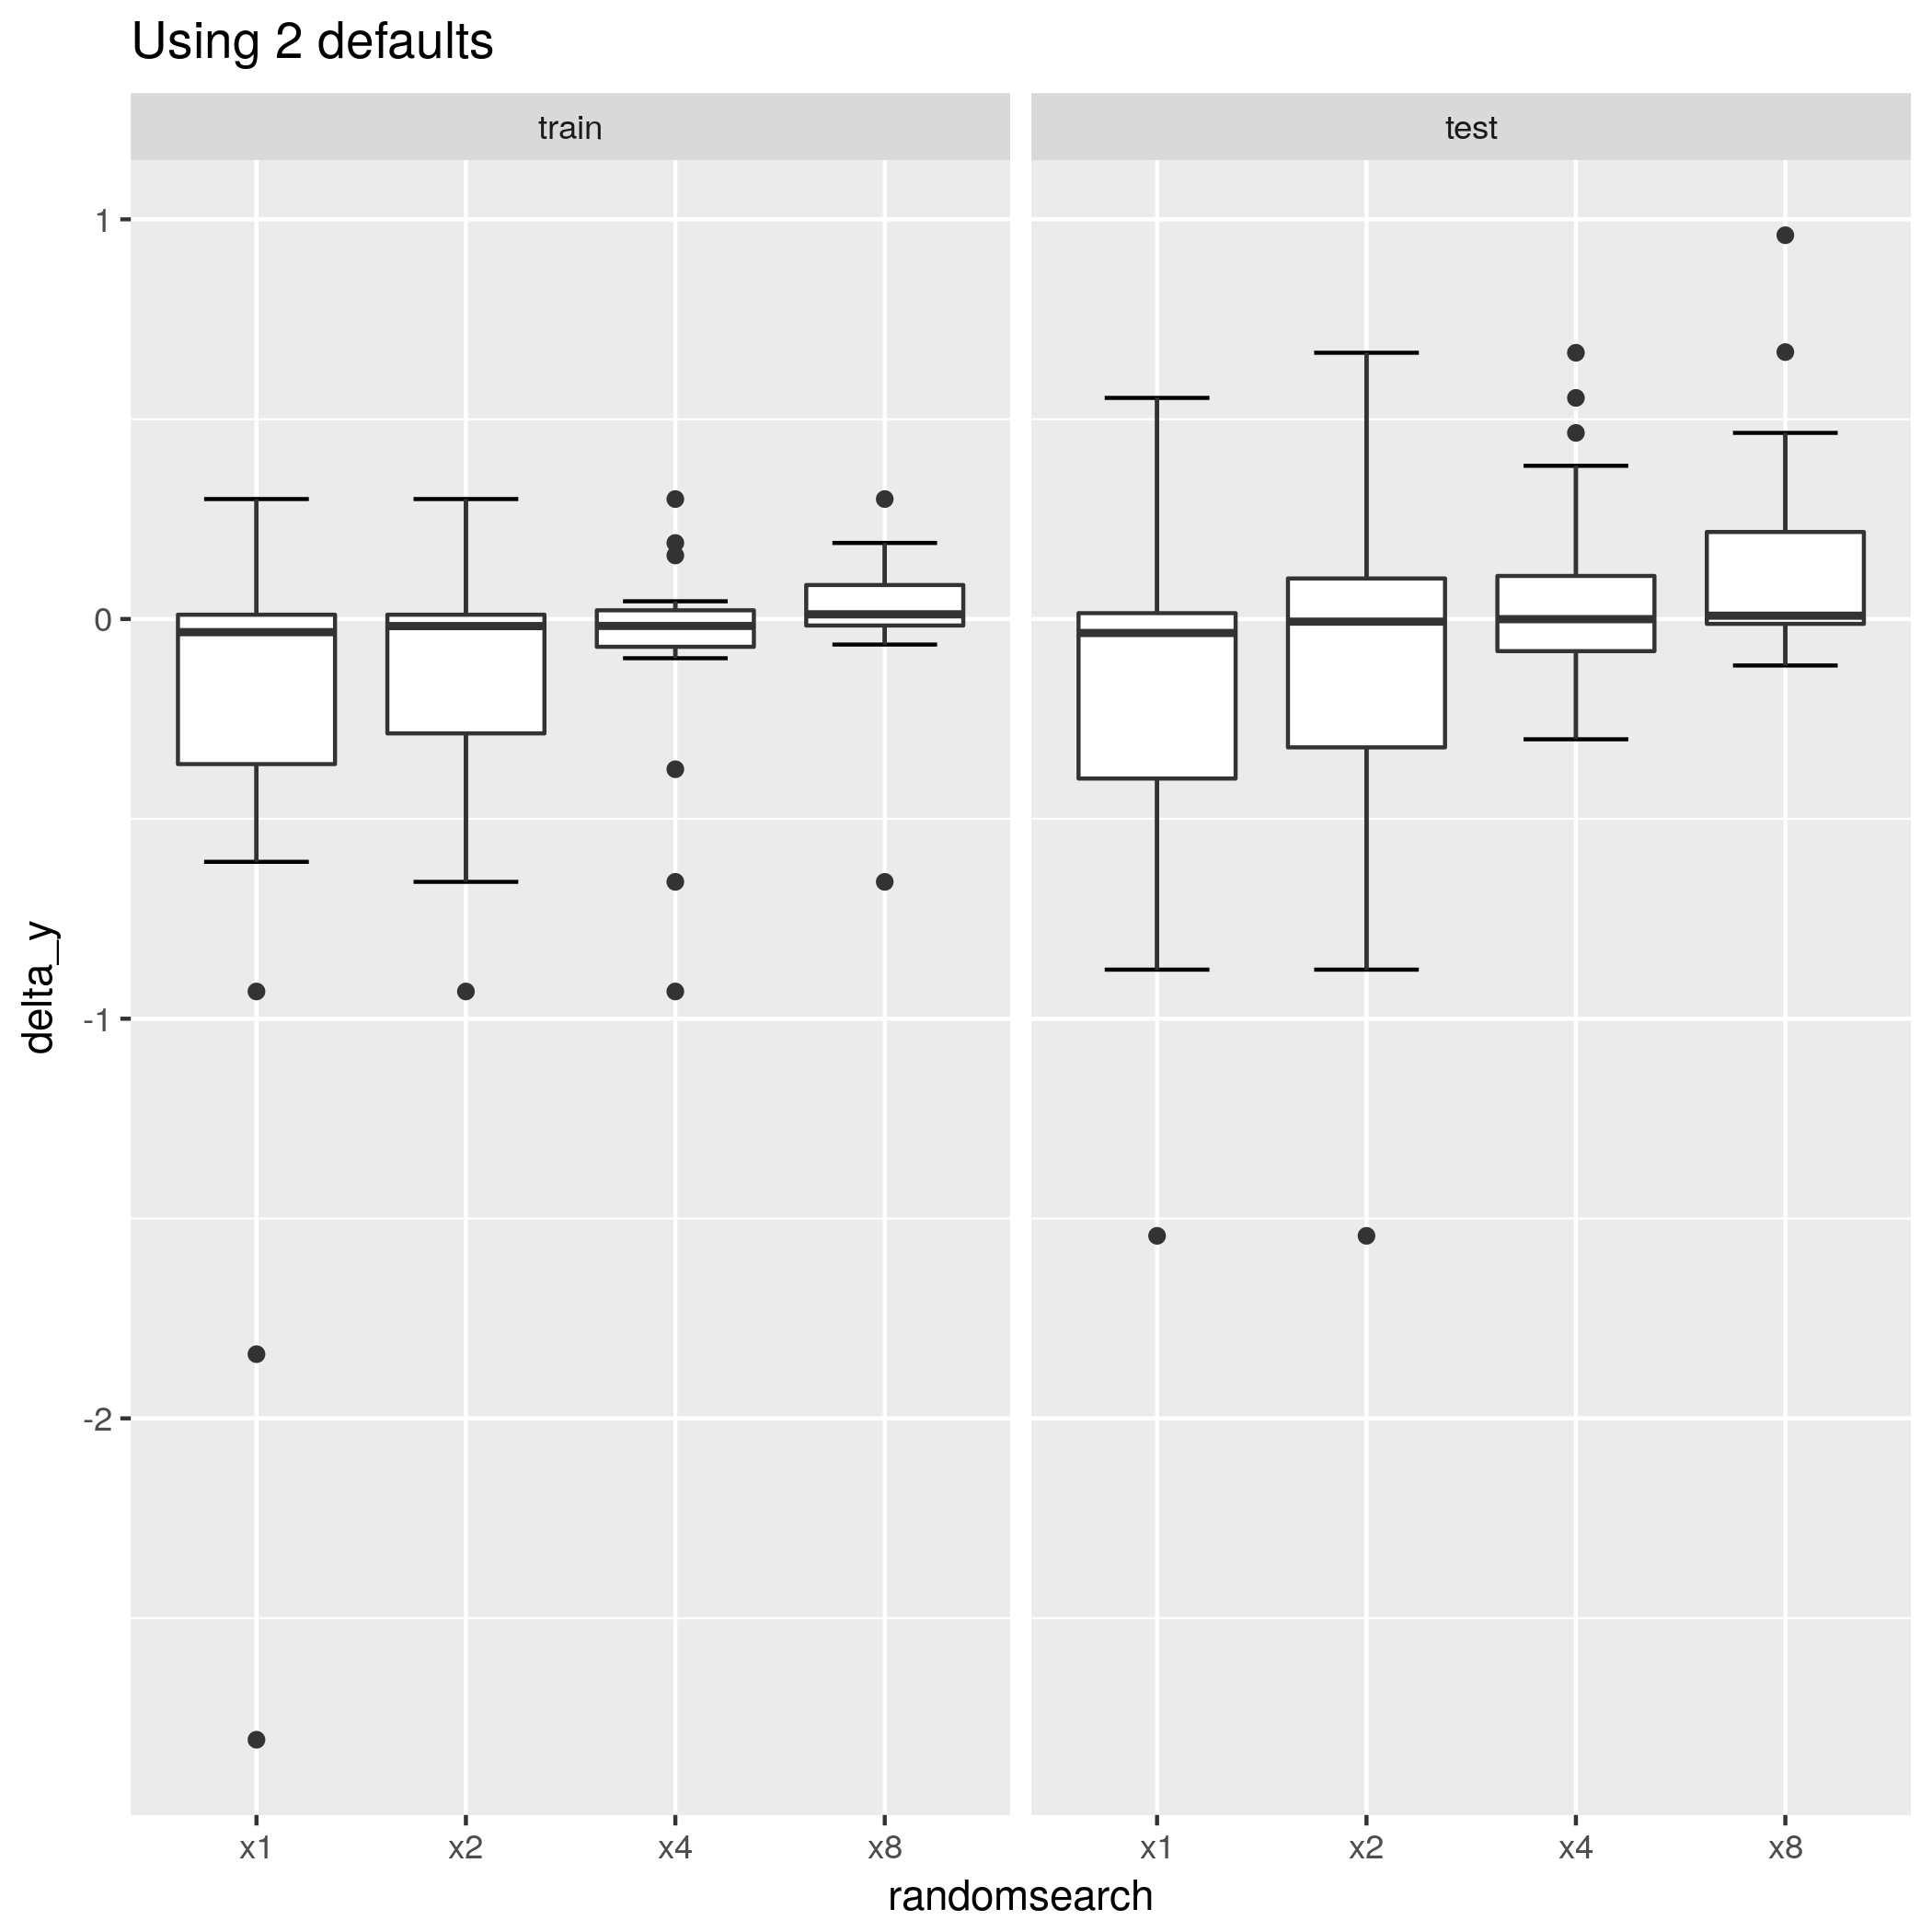 Using 2 defaults
train
test
1
0
-1
-2
delta_y
x1
x2
x4
x8
x1
x2
x4
x8
randomsearch